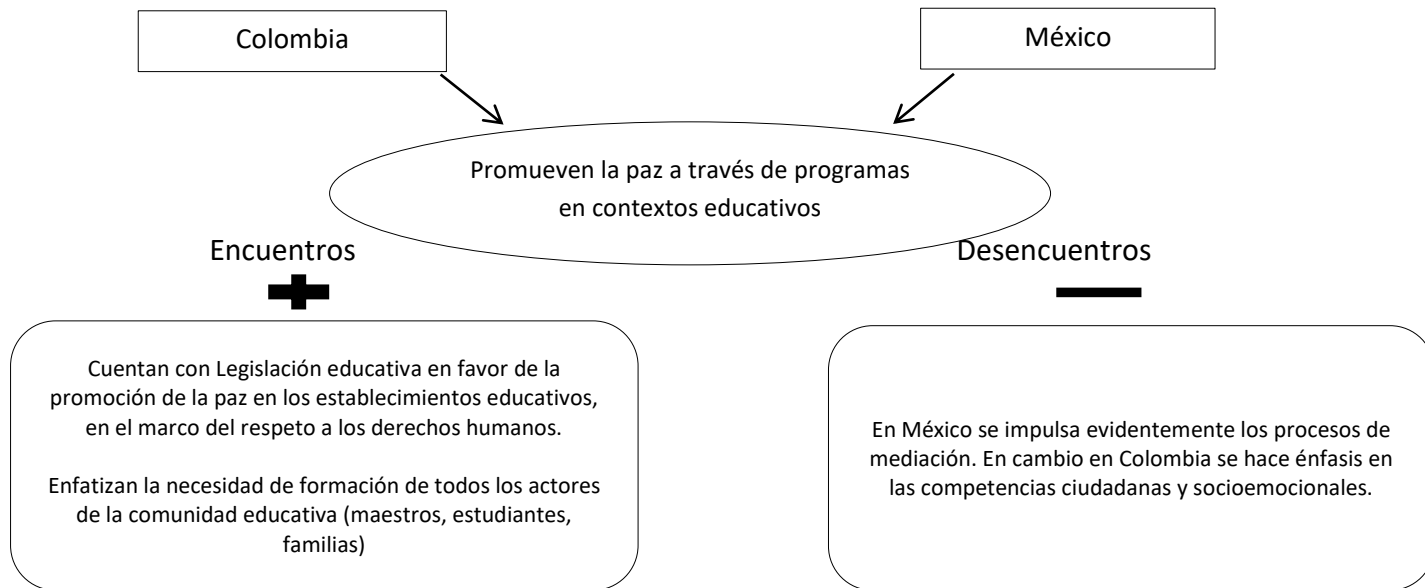 Colombia
México
Promueven la paz a través de programas
en contextos educativos
Encuentros
Desencuentros
Cuentan con Legislación educativa en favor de la
promoción de la paz en los establecimientos educativos,
en el marco del respeto a los derechos humanos.
Enfatizan la necesidad de formación de todos los actores
de la comunidad educativa (maestros, estudiantes,
familias)
En México se impulsa evidentemente los procesos de
mediación. En cambio en Colombia se hace énfasis en
las competencias ciudadanas y socioemocionales.